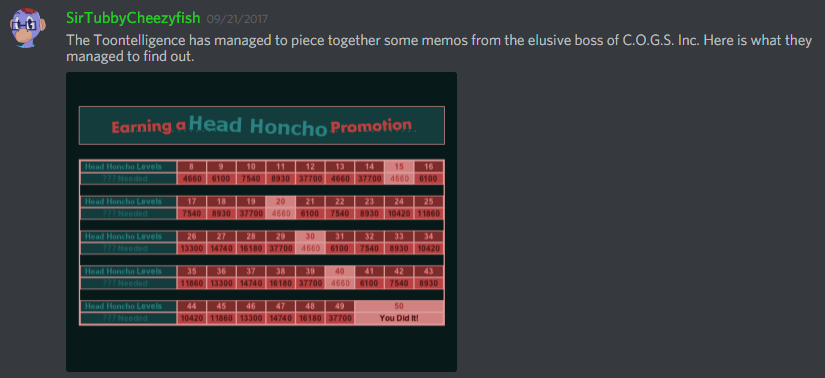 SirTubbyCheezyfish 09/21/2017
The Toontelligence has managed to piece together some memos from the elusive boss of C.O.G.S. Inc. Here is what they
managed to find out.
Earning a Head Honcho Promotion
Head Honcho Levels 8 9 10 11 12 13 14 15 16
??? Needed 4660 6100 7540 8930 37700 4660 37700 4660 6100
Head Honcho Levels 17 18 19 20 21 22 23 24 25
??? Needed 7540 8930 37700 4660 6100 7540 8930 10420 11860
Head Honcho Levels 26 27 28 29 30 31 32 33 34
??? Needed 13300 14740 16180 37700 4660 6100 7540 8930 10420
Head Honcho Levels 35 36 37 38 39 40 41 42 43
??? Needed 11860 13300 14740 16180 37700 4660 6100 7540 8930
Head Honcho Levels 44 45 46 47 48 49 50
??? Needed 10420 11860 13300 14740 16180 37700 You Did It!